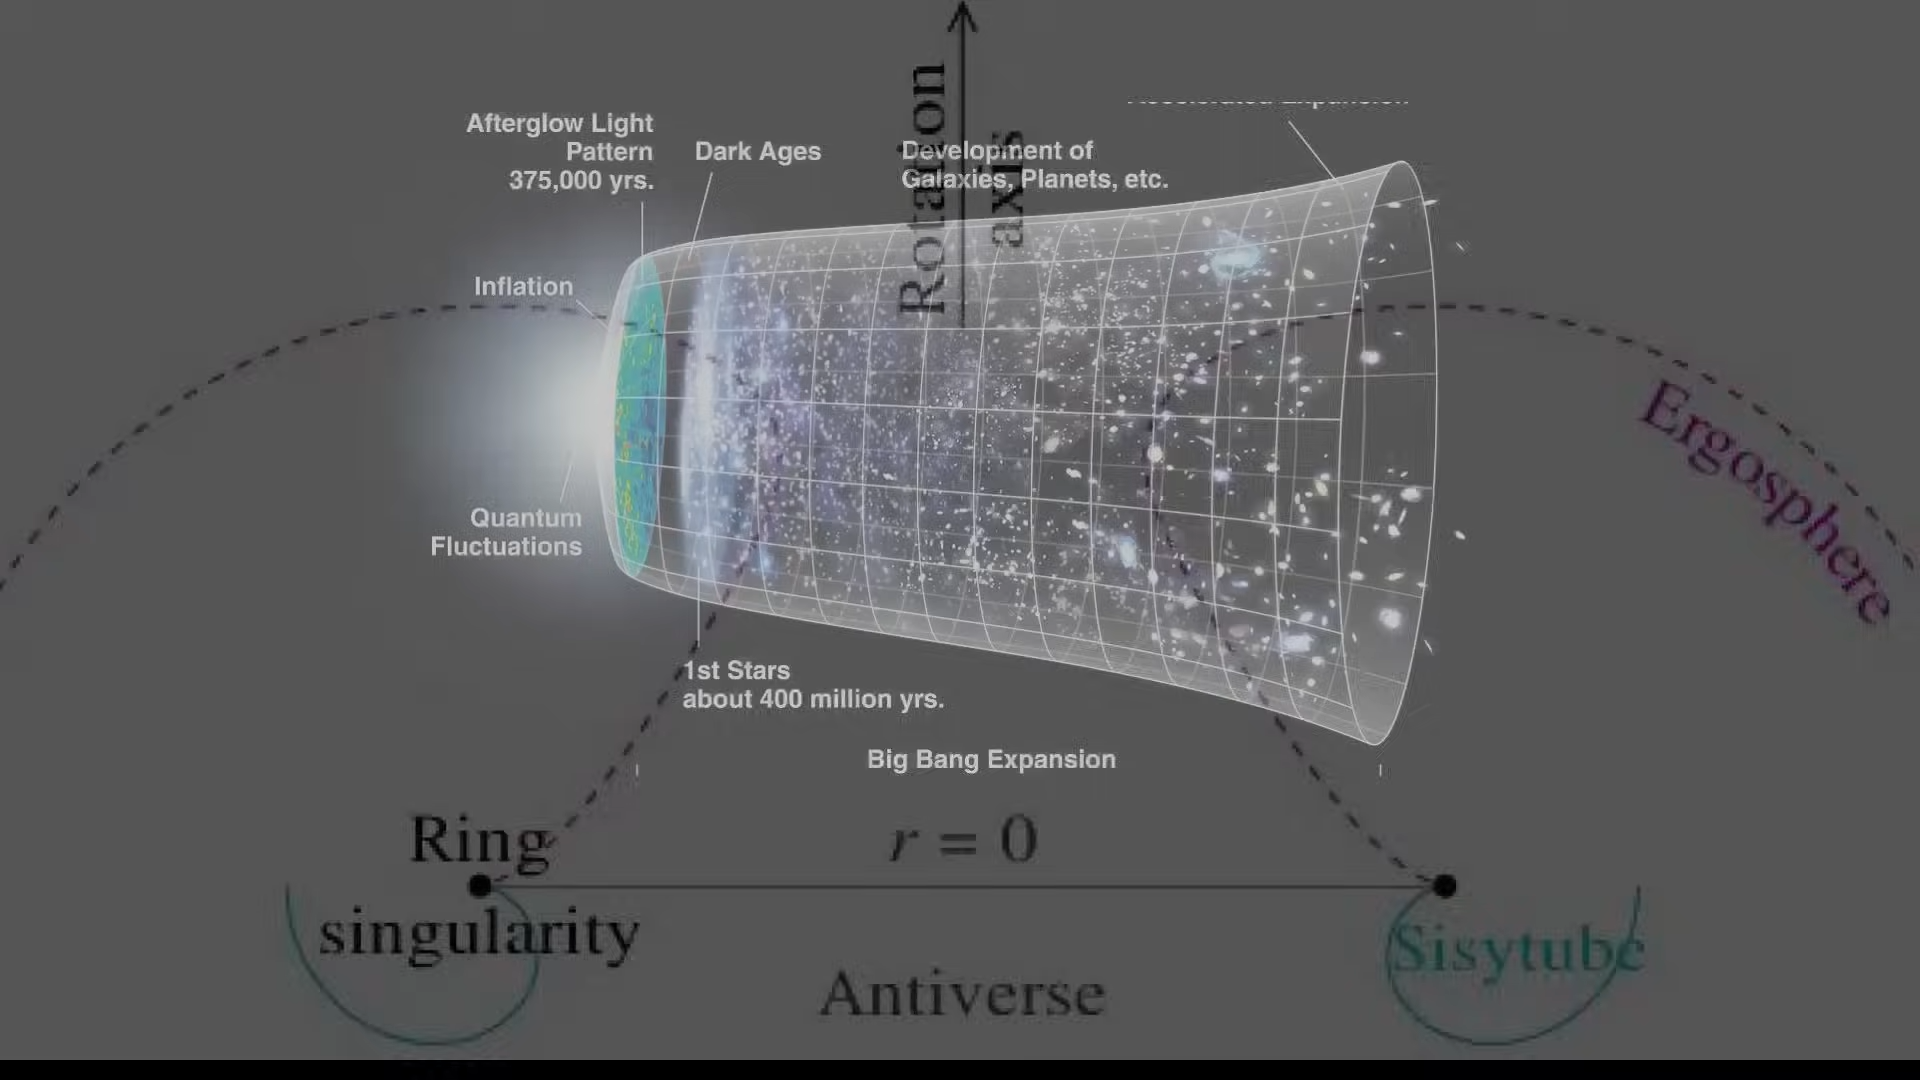 Afterglow Light
Pattern
375,000 yrs.
Dark Ages
Development of
Galaxies, Planets, etc.
Rotation
axis
Inflation
Quantum
Fluctuations
Ergosphere
1st Stars
about 400 million yrs.
Big Bang Expansion
Ring
singularity
r = 0
Sisytube
Antiverse